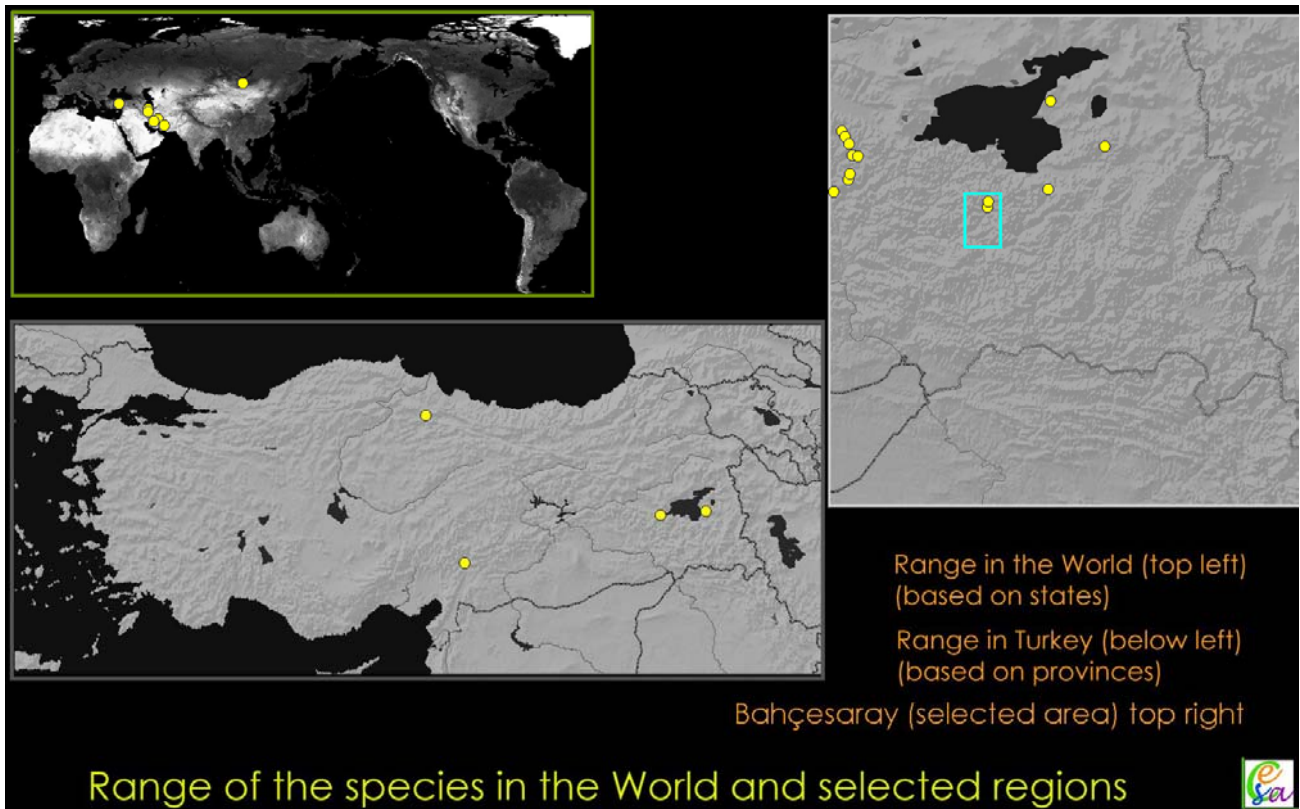 Range in the World (top left)
(based on states)
Range in Turkey (below left)
(based on provinces)
Bahçesaray (selected area) top right
Range of the species in the World and selected regions
esa